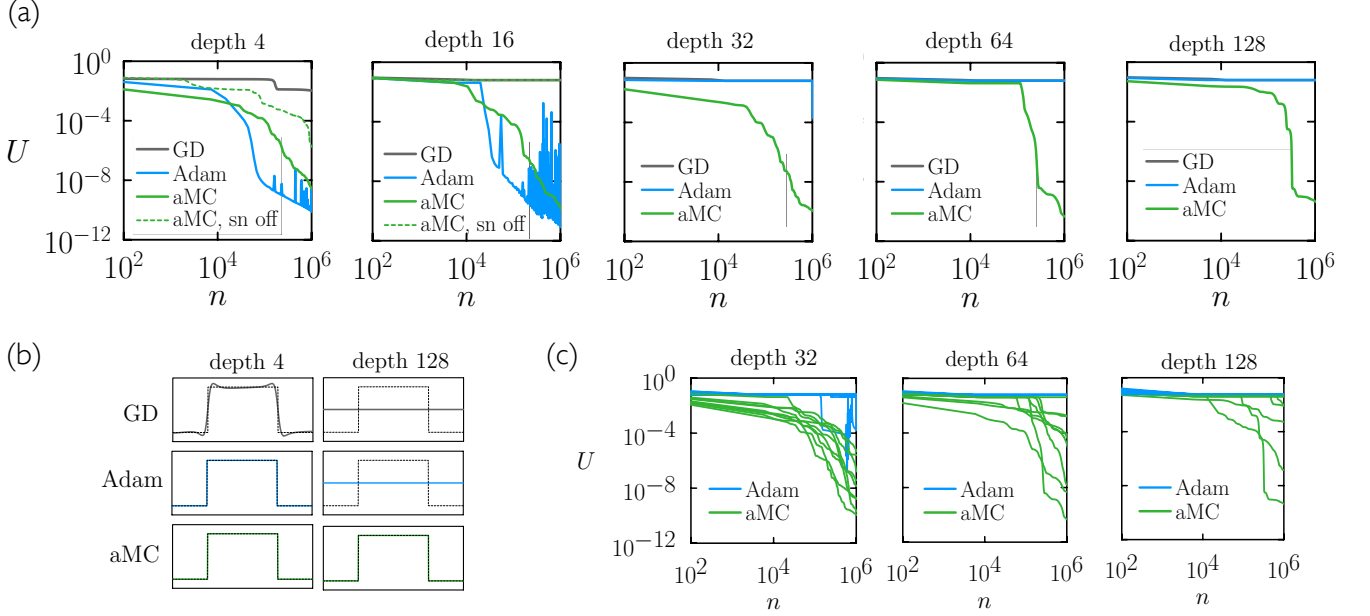 (a)
depth 4
depth 16
depth 32
depth 64
depth 128
U
10^0
10^-4
10^-8
10^-12
GD
Adam
aMC
aMC, sn off
GD
Adam
aMC
aMC, sn off
GD
Adam
aMC
GD
Adam
aMC
GD
Adam
aMC
10^2 10^4 10^6
10^2 10^4 10^6
10^2 10^4 10^6
10^2 10^4 10^6
10^2 10^4 10^6
n
n
n
n
n
(b)
depth 4
depth 128
GD
Adam
aMC
(c)
depth 32
depth 64
depth 128
U
10^0
10^-4
10^-8
10^-12
Adam
aMC
Adam
aMC
Adam
aMC
10^2 10^4 10^6
10^2 10^4 10^6
10^2 10^4 10^6
n
n
n